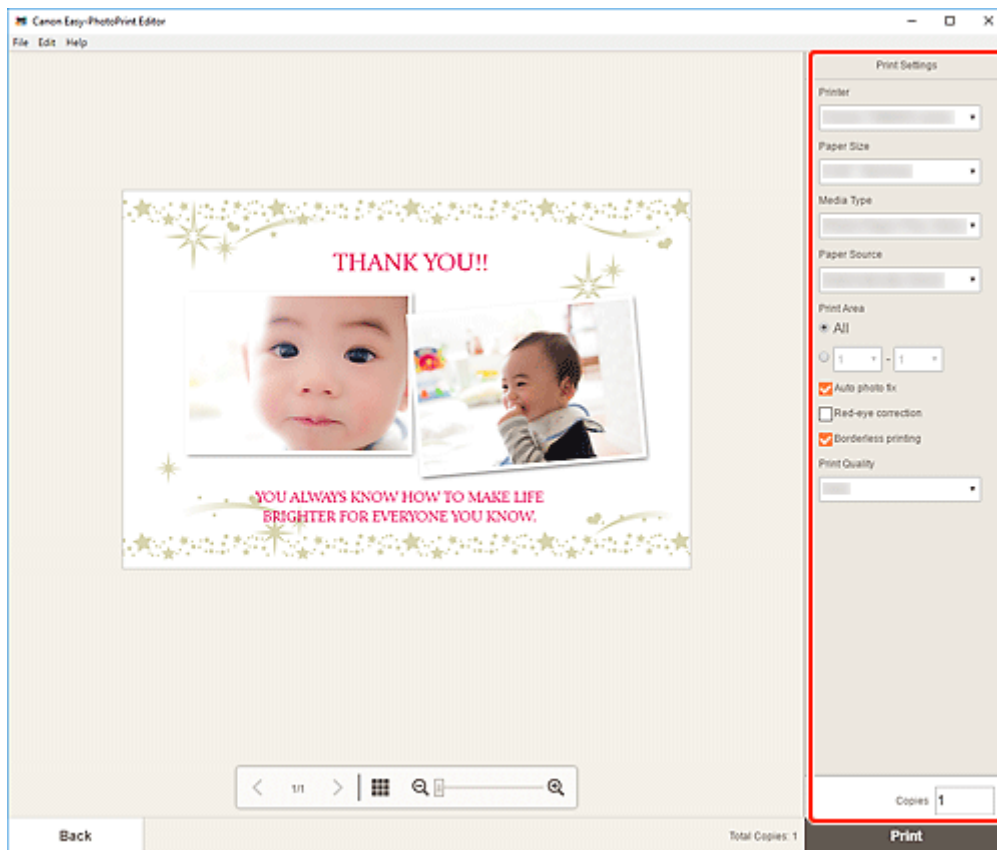 Canon Easy-PhotoPrint Editor
File Edit Help
Print Settings
Printer
Paper Size
Media Type
Paper Source
Print Area
All
1 - 1
Auto photo fix
Red-eye correction
Borderless printing
Print Quality
THANK YOU!!
YOU ALWAYS KNOW HOW TO MAKE LIFE
BRIGHTER FOR EVERYONE YOU KNOW.
1/1
Copies 1
Back
Total Copies: 1
Print